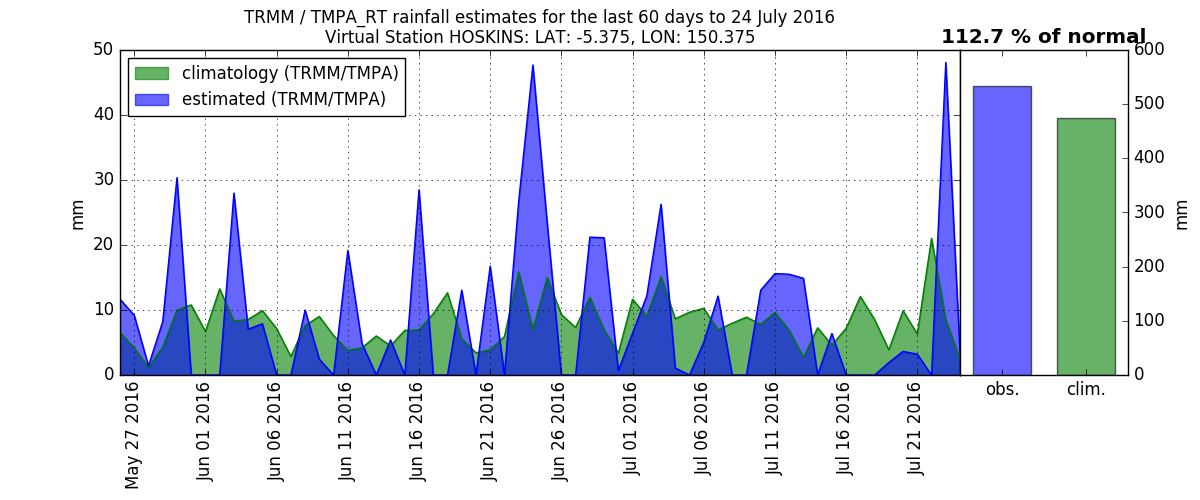 TRMM / TMPA_RT rainfall estimates for the last 60 days to 24 July 2016
Virtual Station HOSKINS: LAT: -5.375, LON: 150.375
112.7 % of normal
climatology (TRMM/TMPA)
estimated (TRMM/TMPA)
50
40
30
20
10
0
mm
600
500
400
300
200
100
0
mm
obs.
clim.
May 27 2016
Jun 01 2016
Jun 06 2016
Jun 11 2016
Jun 16 2016
Jun 21 2016
Jun 26 2016
Jul 01 2016
Jul 06 2016
Jul 11 2016
Jul 16 2016
Jul 21 2016